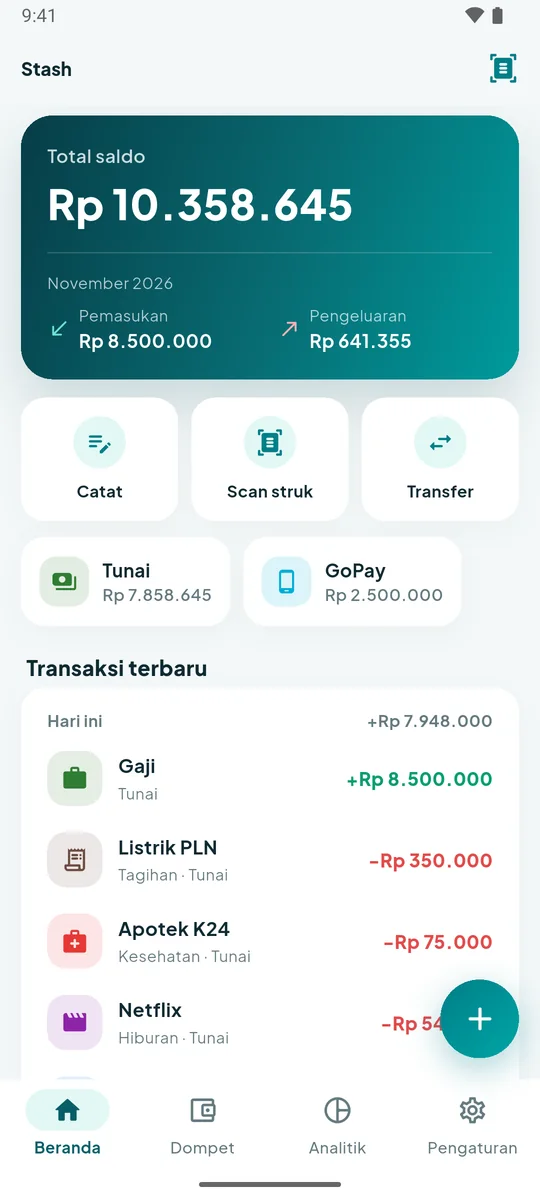 9:41
Stash
Total saldo
Rp 10.358.645
November 2026
Pemasukan
Rp 8.500.000
Pengeluaran
Rp 641.355
Catat
Scan struk
Transfer
Tunai
Rp 7.858.645
GoPay
Rp 2.500.000
Transaksi terbaru
Hari ini
+Rp 7.948.000
Gaji
Tunai
+Rp 8.500.000
Listrik PLN
Tagihan · Tunai
-Rp 350.000
Apotek K24
Kesehatan · Tunai
-Rp 75.000
Netflix
Hiburan · Tunai
-Rp 54
Beranda
Dompet
Analitik
Pengaturan